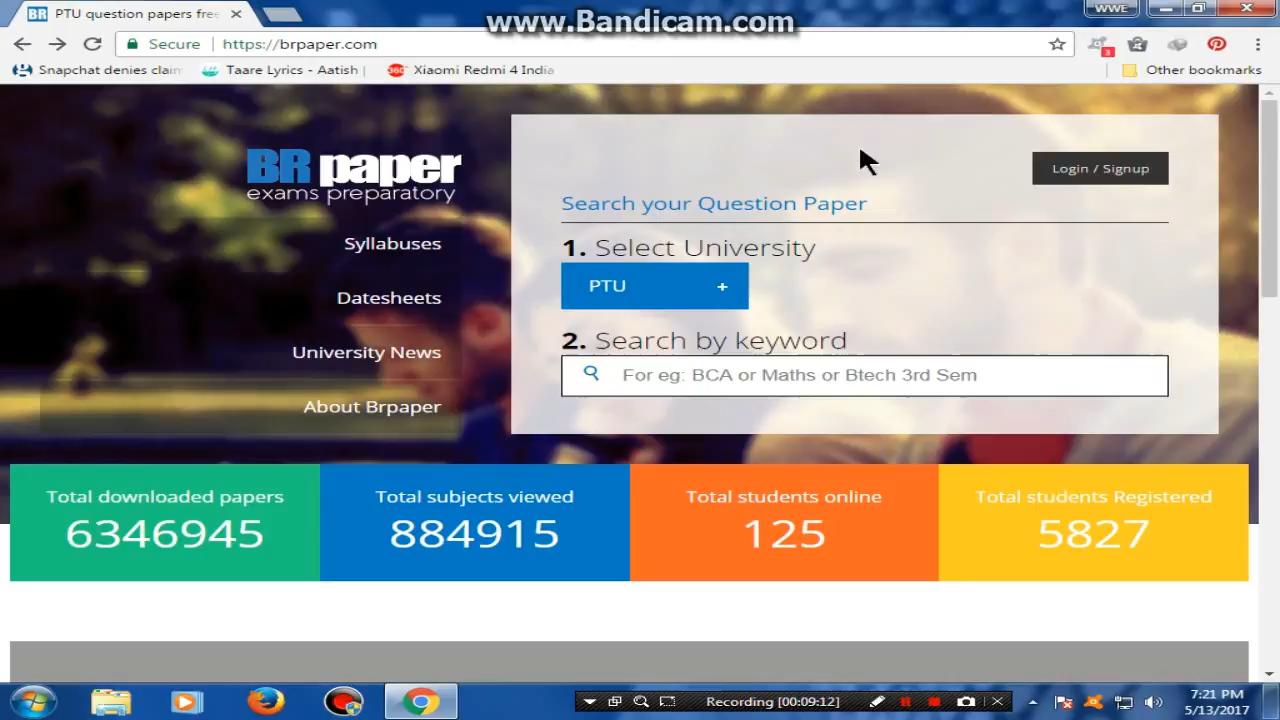 www.Bandicam.com
WWE
BR PTU question papers free
Secure https://brpaper.com
3
Snapchat denies clai
Taare Lyrics - Aatish
360° Xiaomi Redmi 4 India
Other bookmarks
BR paper
exams preparatory
Syllabuses
Datesheets
University News
About Brpaper
Login / Signup
Search your Question Paper
1. Select University
PTU +
2. Search by keyword
For eg: BCA or Maths or Btech 3rd Sem
Total downloaded papers
6346945
Total subjects viewed
884915
Total students online
125
Total students Registered
5827
Recording [00:09:12]
7:21 PM
5/13/2017